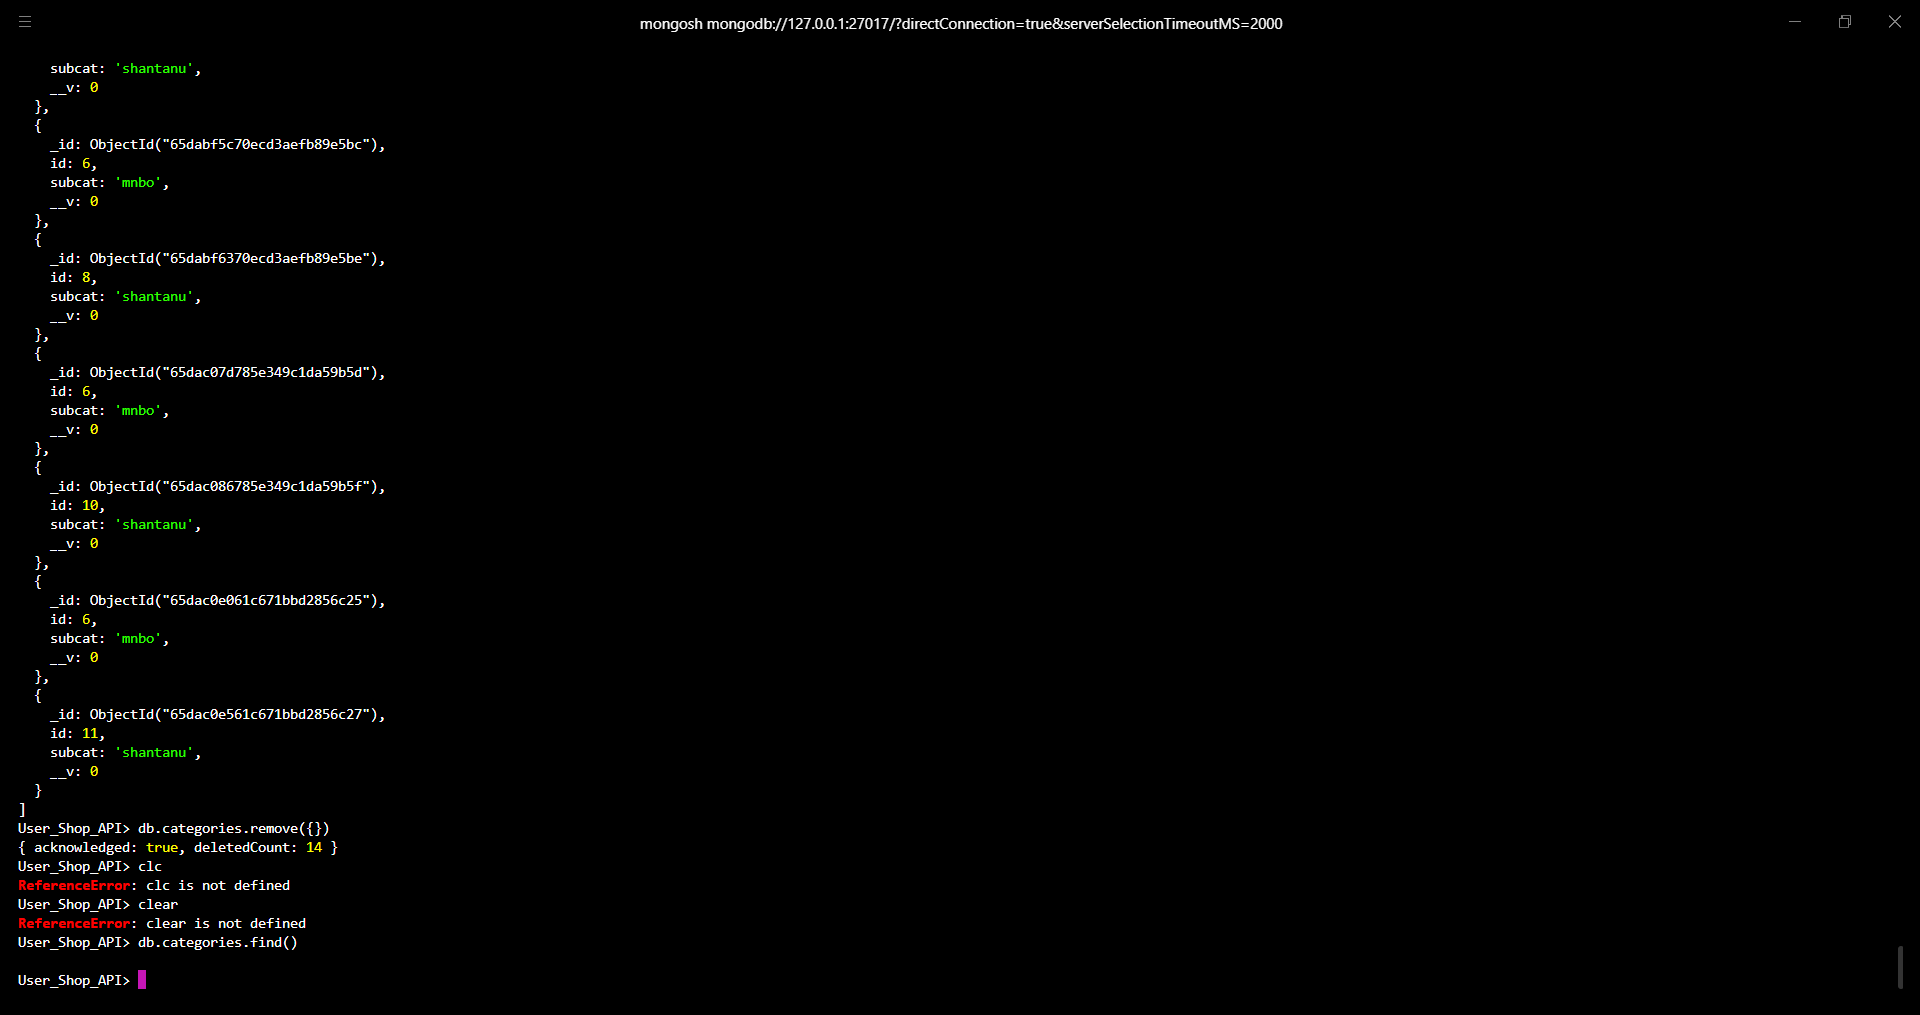 mongosh mongodb://127.0.0.1:27017/?directConnection=true&serverSelectionTimeoutMS=2000
    subcat: 'shantanu',
    __v: 0
  },
  {
    _id: ObjectId("65dabf5c70ecd3aefb89e5bc"),
    id: 6,
    subcat: 'mnbo',
    __v: 0
  },
  {
    _id: ObjectId("65dabf6370ecd3aefb89e5be"),
    id: 8,
    subcat: 'shantanu',
    __v: 0
  },
  {
    _id: ObjectId("65dac07d785e349c1da59b5d"),
    id: 6,
    subcat: 'mnbo',
    __v: 0
  },
  {
    _id: ObjectId("65dac086785e349c1da59b5f"),
    id: 10,
    subcat: 'shantanu',
    __v: 0
  },
  {
    _id: ObjectId("65dac0e061c671bbd2856c25"),
    id: 6,
    subcat: 'mnbo',
    __v: 0
  },
  {
    _id: ObjectId("65dac0e561c671bbd2856c27"),
    id: 11,
    subcat: 'shantanu',
    __v: 0
  }
]
User_Shop_API> db.categories.remove({})
{ acknowledged: true, deletedCount: 14 }
User_Shop_API> clc
ReferenceError: clc is not defined
User_Shop_API> clear
ReferenceError: clear is not defined
User_Shop_API> db.categories.find()
User_Shop_API>